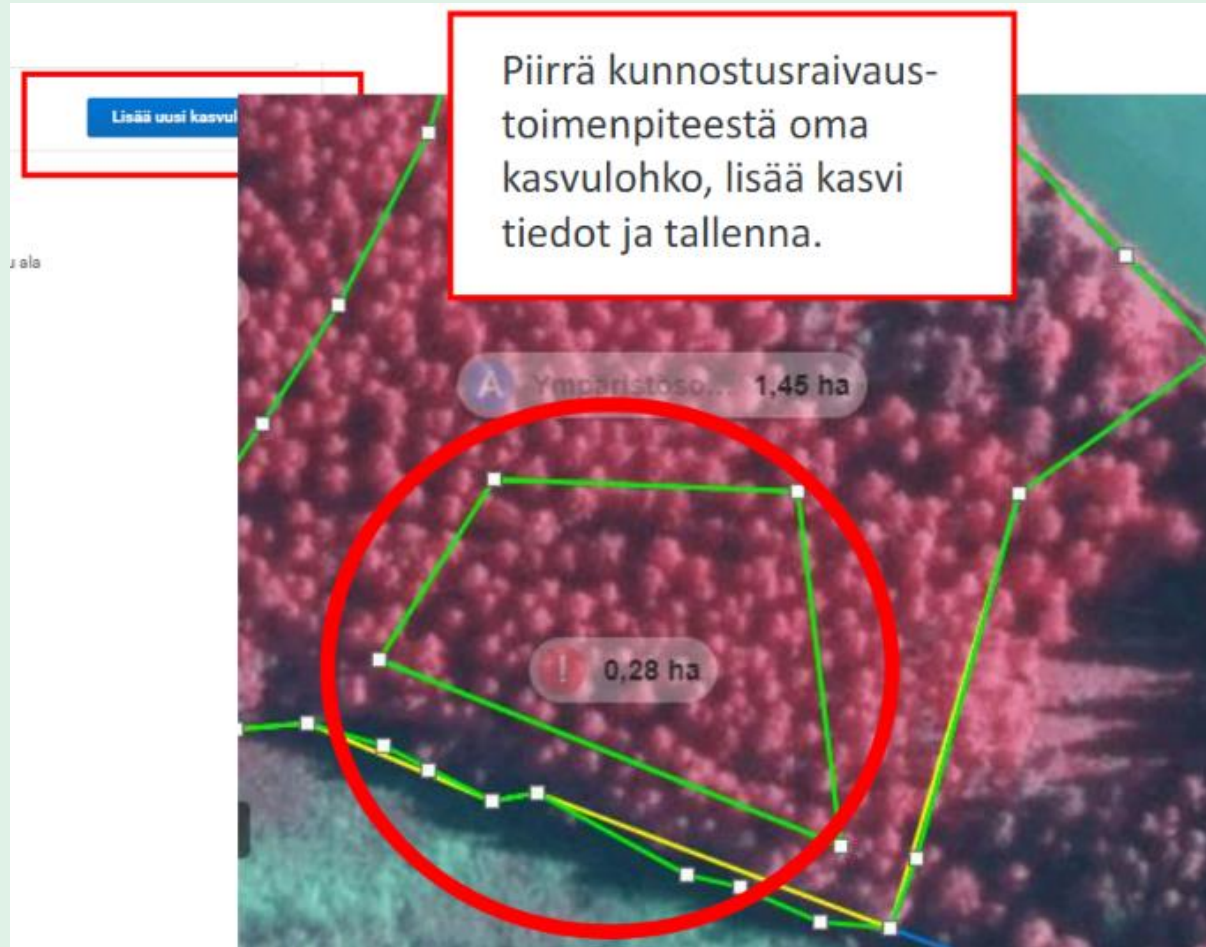 Piirrä kunnostusraivaus-
toimenpiteestä oma
kasvulohko, lisää kasvi
tiedot ja tallenna.
Lisää uusi kasvul
u ala
A Ympäristöso... 1,45 ha
! 0,28 ha